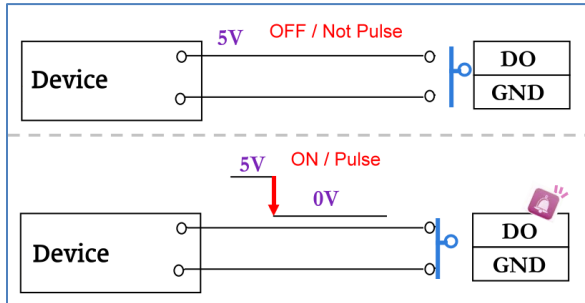 5V OFF / Not Pulse
Device
DO
GND
5V ON / Pulse
0V
Device
DO
GND